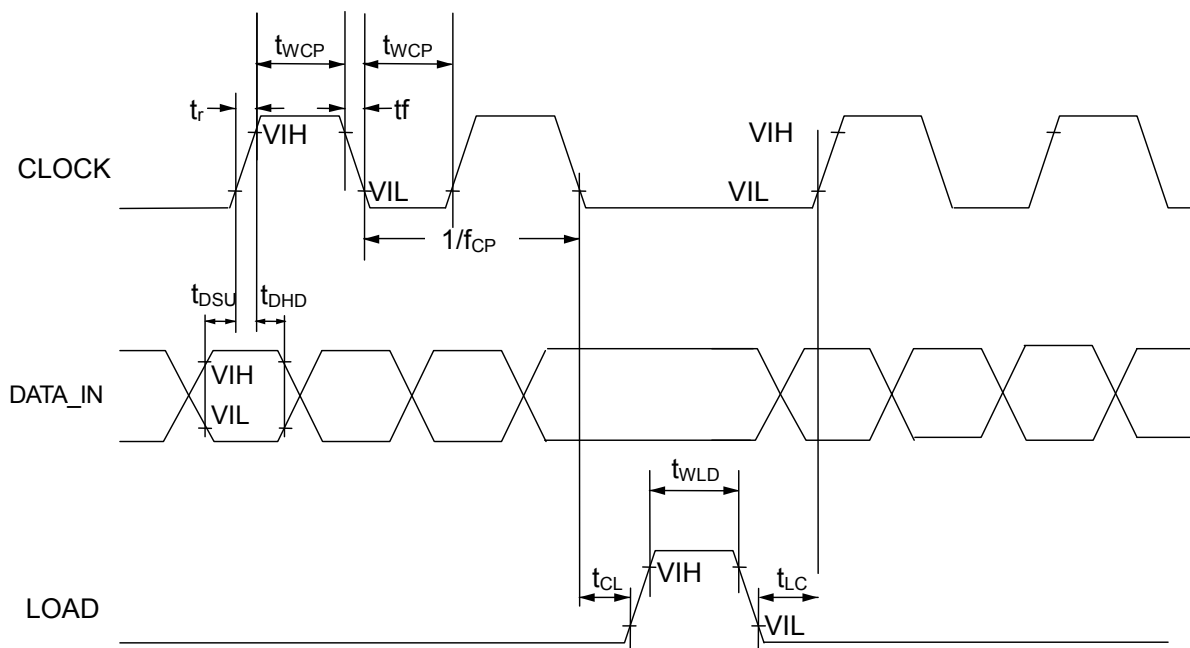 tWCP tWCP
tr tf
VIH VIH
CLOCK
VIL VIL
1/fCP
tDSU tDHD
VIH
DATA_IN
VIL
tWLD
tCL VIH tLC
LOAD
VIL